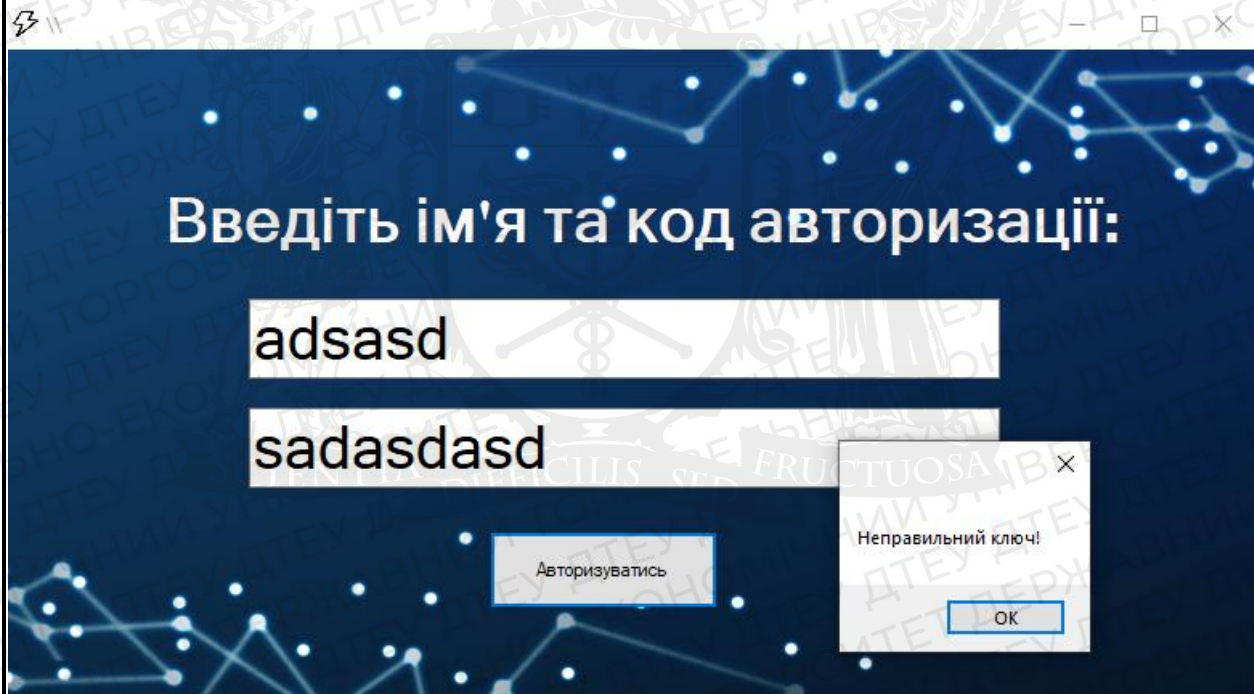 Введіть ім'я та код авторизації:
adsasd
sadasdasd
Неправильний ключ!
Авторизуватись
OK